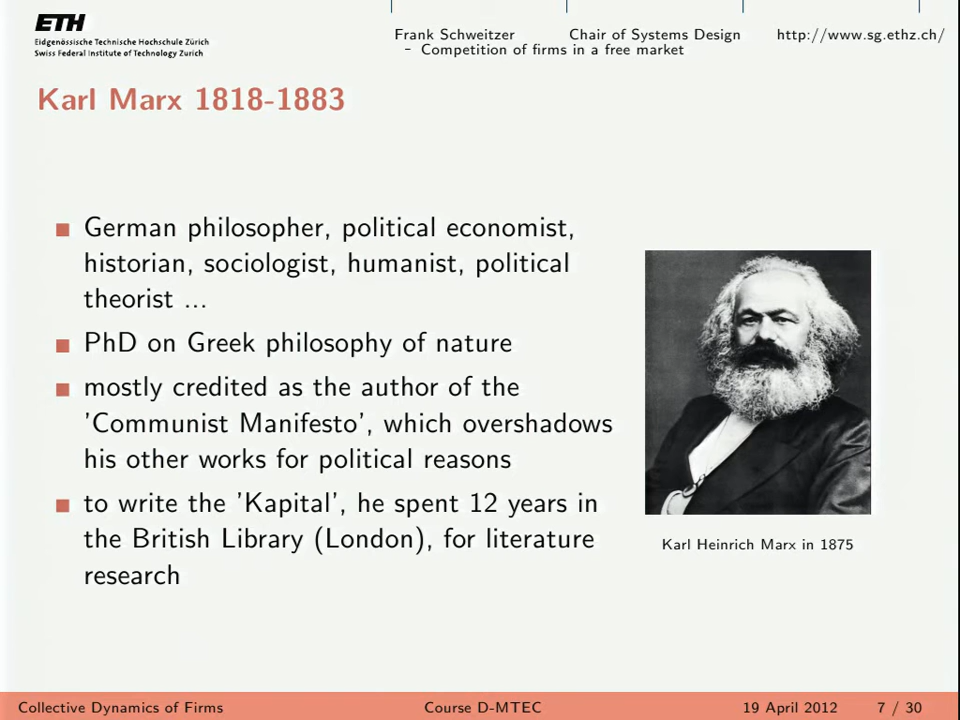 ETH
Eidgenössische Technische Hochschule Zürich
Swiss Federal Institute of Technology Zurich
Frank Schweitzer Chair of Systems Design http://www.sg.ethz.ch/
- Competition of firms in a free market
Karl Marx 1818-1883
German philosopher, political economist,
historian, sociologist, humanist, political
theorist ...
PhD on Greek philosophy of nature
mostly credited as the author of the
'Communist Manifesto', which overshadows
his other works for political reasons
to write the 'Kapital', he spent 12 years in
the British Library (London), for literature
research
Karl Heinrich Marx in 1875
Collective Dynamics of Firms Course D-MTEC 19 April 2012 7 / 30